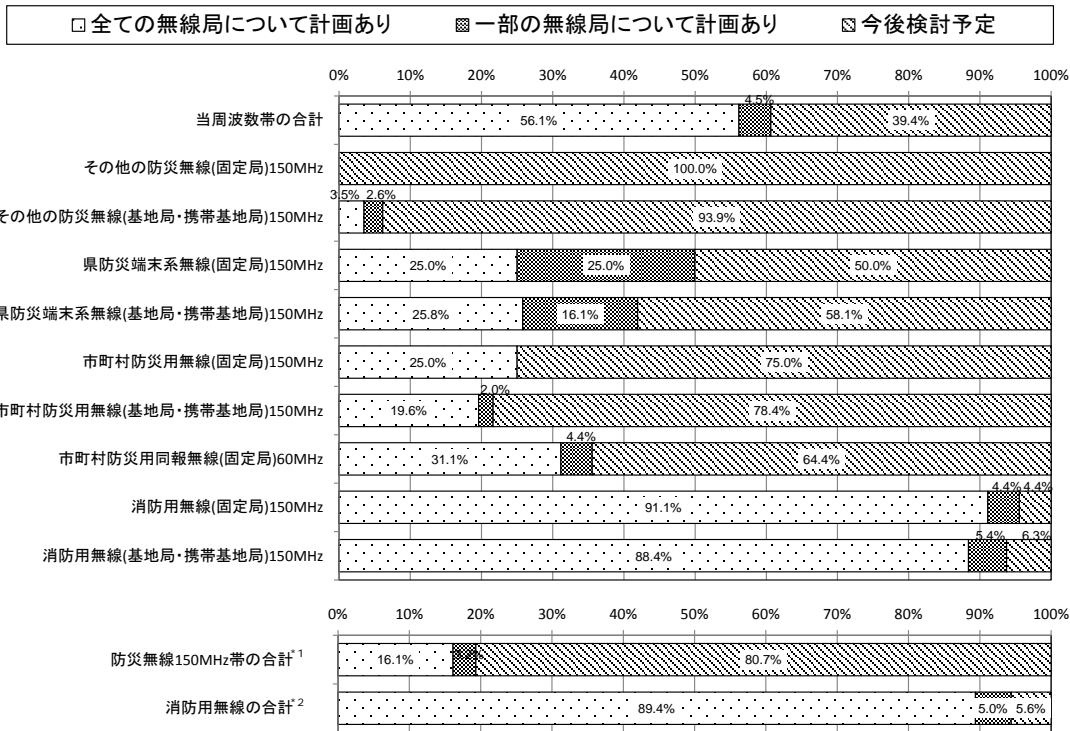 全ての無線局について計画あり 一部の無線局について計画あり 今後検討予定
0% 10% 20% 30% 40% 50% 60% 70% 80% 90% 100%
当周波数帯の合計 56.1% 4.5% 39.4%
その他の防災無線(固定局)150MHz 100.0%
その他の防災無線(基地局・携帯基地局)150MHz 3.5% 2.6% 93.9%
県防災端末系無線(固定局)150MHz 25.0% 25.0% 50.0%
県防災端末系無線(基地局・携帯基地局)150MHz 25.8% 16.1% 58.1%
市町村防災用無線(固定局)150MHz 25.0% 75.0%
市町村防災用無線(基地局・携帯基地局)150MHz 19.6% 2.0% 78.4%
市町村防災用同報無線(固定局)60MHz 31.1% 4.4% 64.4%
消防用無線(固定局)150MHz 91.1% 4.4% 4.4%
消防用無線(基地局・携帯基地局)150MHz 88.4% 5.4% 6.3%
0% 10% 20% 30% 40% 50% 60% 70% 80% 90% 100%
防災無線150MHz帯の合計*1 16.1% 80.7%
消防用無線の合計*2 89.4% 5.0% 5.6%